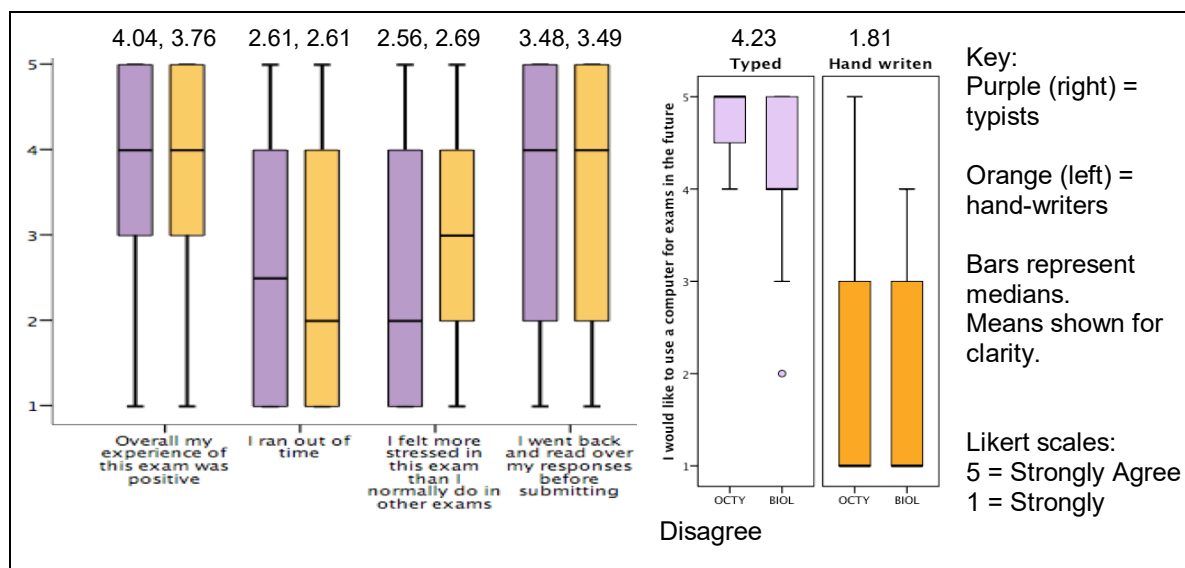 4.04, 3.76
2.61, 2.61
2.56, 2.69
3.48, 3.49
5
4
3
2
1
Overall my
experience of
this exam was
positive
I ran out of
time
I felt more
stressed in
this exam
than I
normally do in
other exams
I went back
and read over
my responses
before
submitting
4.23
1.81
Typed
Hand writen
I would like to use a computer for exams in the future
5
4
3
2
1
OCTY
BIOL
OCTY
BIOL
Key:
Purple (right) =
typists
Orange (left) =
hand-writers
Bars represent
medians.
Means shown for
clarity.
Likert scales:
5 = Strongly Agree
1 = Strongly
Disagree